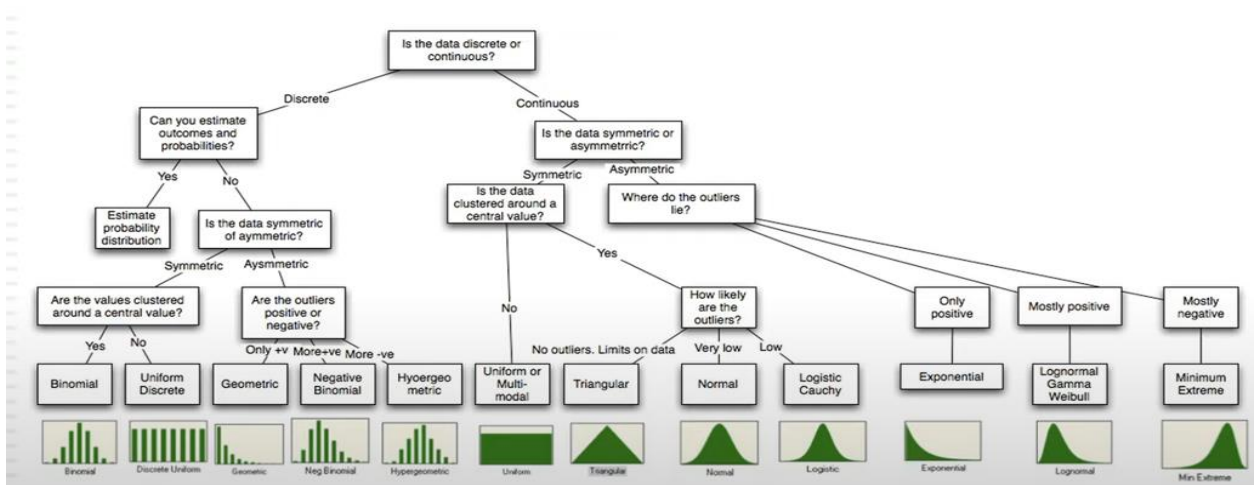 Is the data discrete or
continuous?
Discrete
Continuous
Can you estimate
outcomes and
probabilities?
Is the data symmetric or
asymmetrric?
Yes
No
Symmetric
Asymmetric
Estimate
probability
distribution
Is the data symmetric
of aymmetric?
Is the data
clustered around a
central value?
Where do the outliers
lie?
Symmetric
Aysmmetric
No
Yes
Are the values clustered
around a central value?
Are the outliers
positive or
negative?
How likely
are the
outliers?
Only
positive
Mostly positive
Mostly
negative
Yes
No
Only +v
More+ve
More -ve
No outliers. Limits on data
Very low
Low
Binomial
Uniform
Discrete
Geometric
Negative
Binomial
Hyoergeo
metric
Uniform or
Multi-
modal
Triangular
Normal
Logistic
Cauchy
Exponential
Lognormal
Gamma
Weibull
Minimum
Extreme
Binomial
Discrete Uniform
Geometric
Neg Binomial
Hypergeometric
Uniform
Triangular
Normal
Logistic
Exponential
Lognormal
Min Extreme